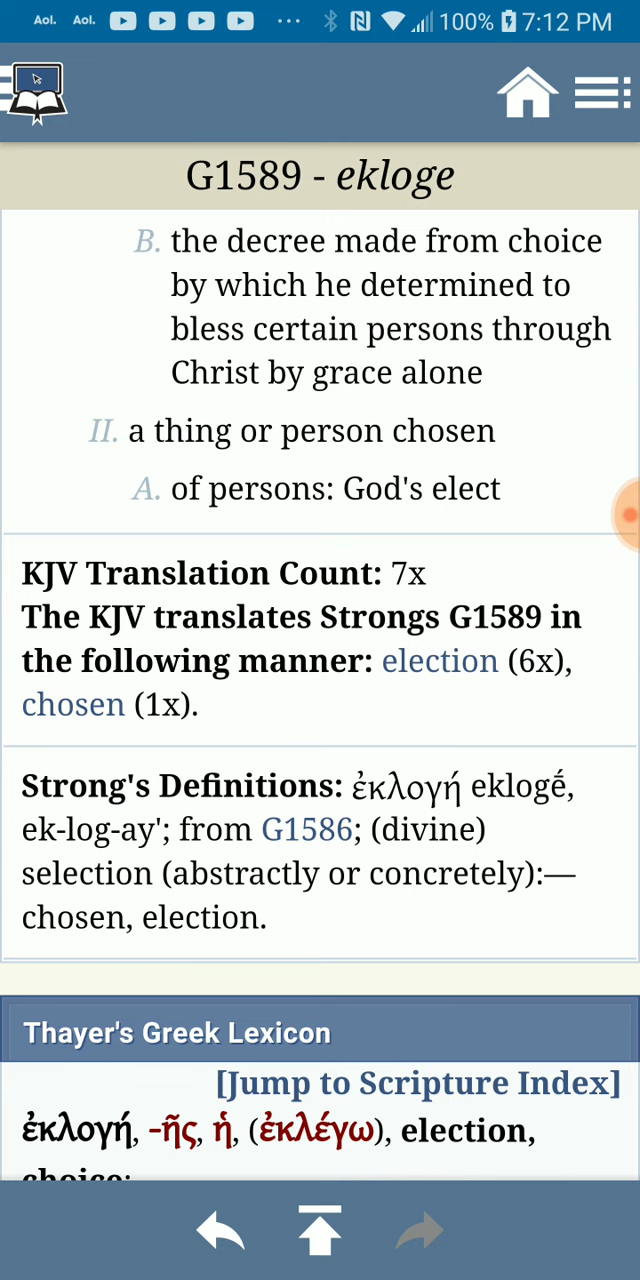 Aol. Aol. ... 100% 7:12 PM
G1589 - ekloge
B. the decree made from choice
by which he determined to
bless certain persons through
Christ by grace alone
II. a thing or person chosen
A. of persons: God's elect
KJV Translation Count: 7x
The KJV translates Strongs G1589 in
the following manner: election (6x),
chosen (1x).
Strong's Definitions: ἐκλογή eklogḗ,
ek-log-ay'; from G1586; (divine)
selection (abstractly or concretely):—
chosen, election.
Thayer's Greek Lexicon
[Jump to Scripture Index]
ἐκλογή, -ῆς, ἡ, (ἐκλέγω), election,
choice;